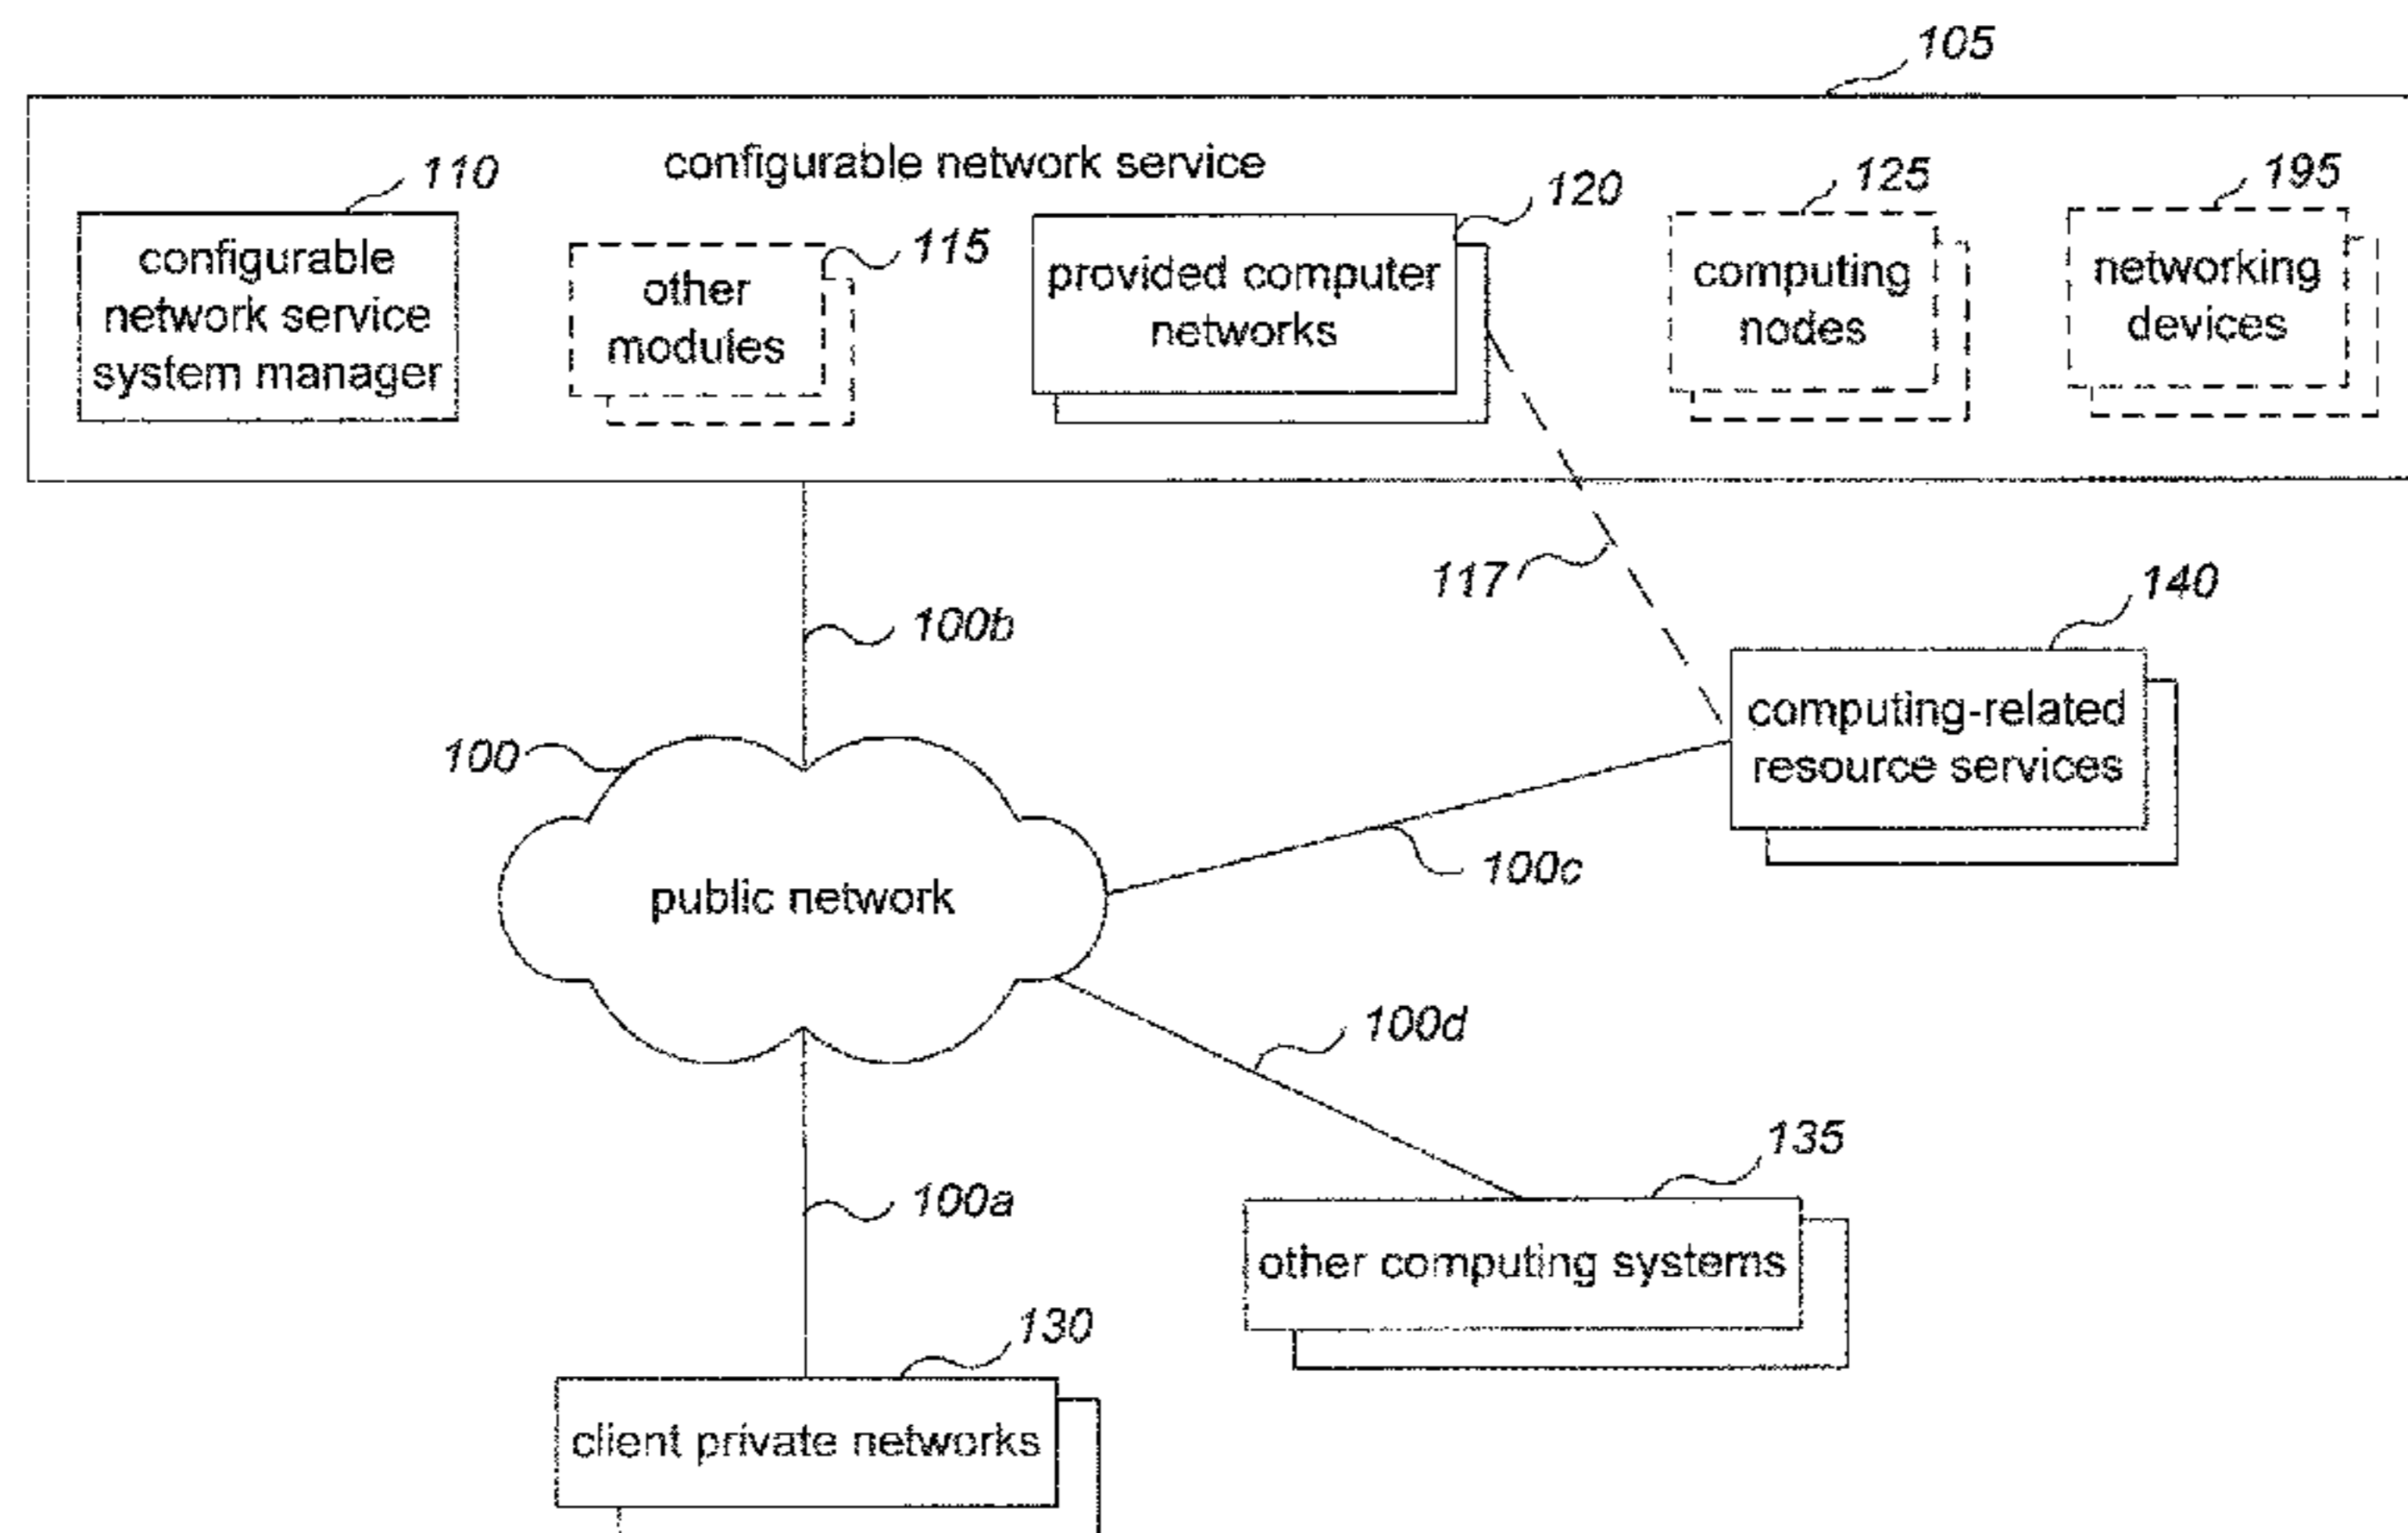 105
configurable network service
110
configurable
network service
system manager
115
other
modules
120
provided computer
networks
125
computing
nodes
195
networking
devices
117
100b
140
computing-related
resource services
100
public network
100c
100d
135
other computing systems
100a
130
client private networks